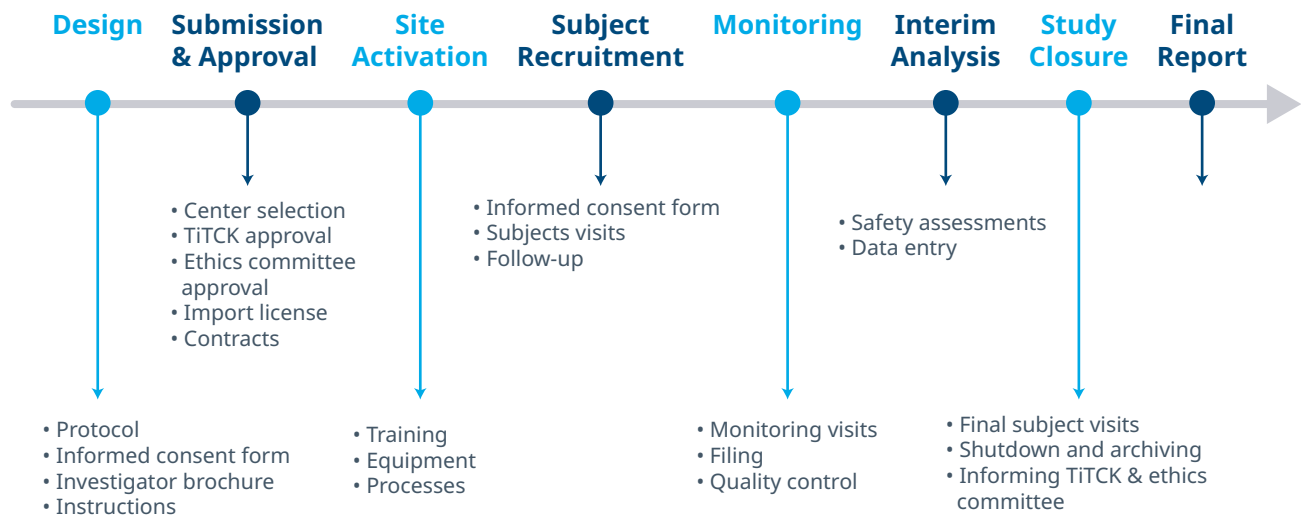 Design
Submission
& Approval
Site
Activation
Subject
Recruitment
Monitoring
Interim
Analysis
Study
Closure
Final
Report
• Center selection
• TiTCK approval
• Ethics committee
approval
• Import license
• Contracts
• Informed consent form
• Subjects visits
• Follow-up
• Safety assessments
• Data entry
• Protocol
• Informed consent form
• Investigator brochure
• Instructions
• Training
• Equipment
• Processes
• Monitoring visits
• Filing
• Quality control
• Final subject visits
• Shutdown and archiving
• Informing TiTCK & ethics
committee